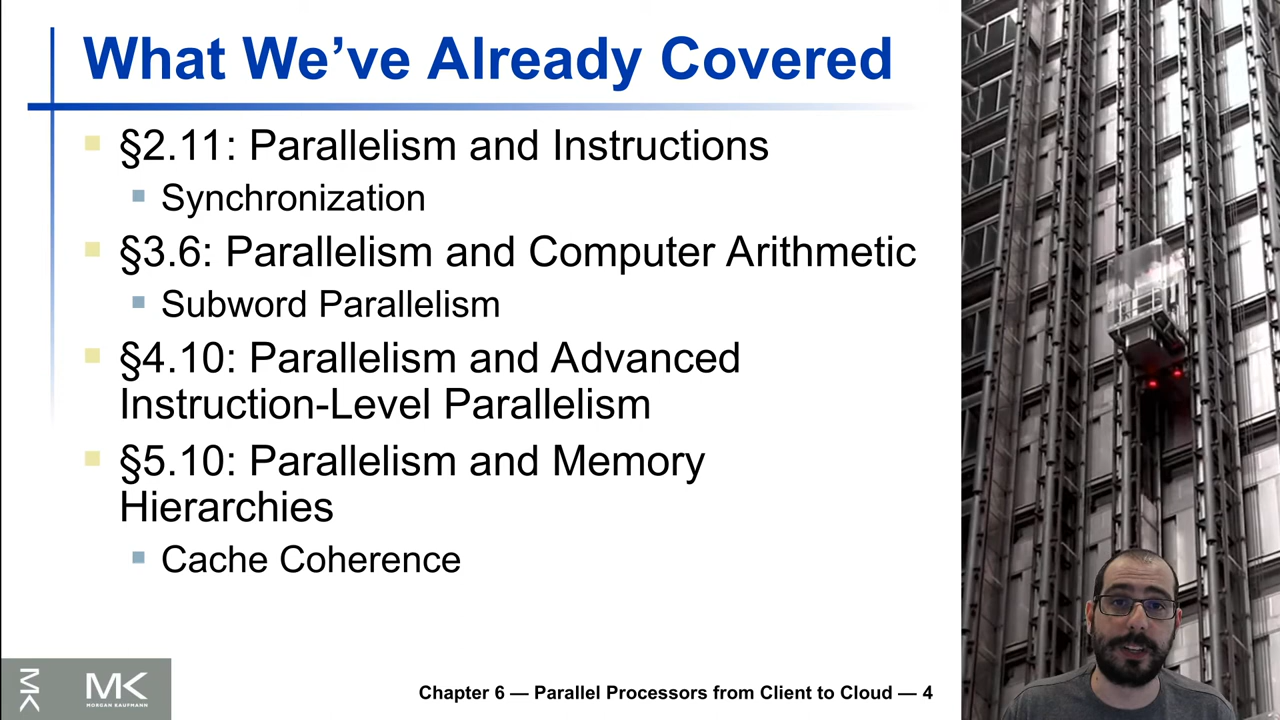 What We’ve Already Covered
§2.11: Parallelism and Instructions
Synchronization
§3.6: Parallelism and Computer Arithmetic
Subword Parallelism
§4.10: Parallelism and Advanced
Instruction-Level Parallelism
§5.10: Parallelism and Memory
Hierarchies
Cache Coherence
MK
MK
MORGAN KAUFMANN
Chapter 6 — Parallel Processors from Client to Cloud — 4